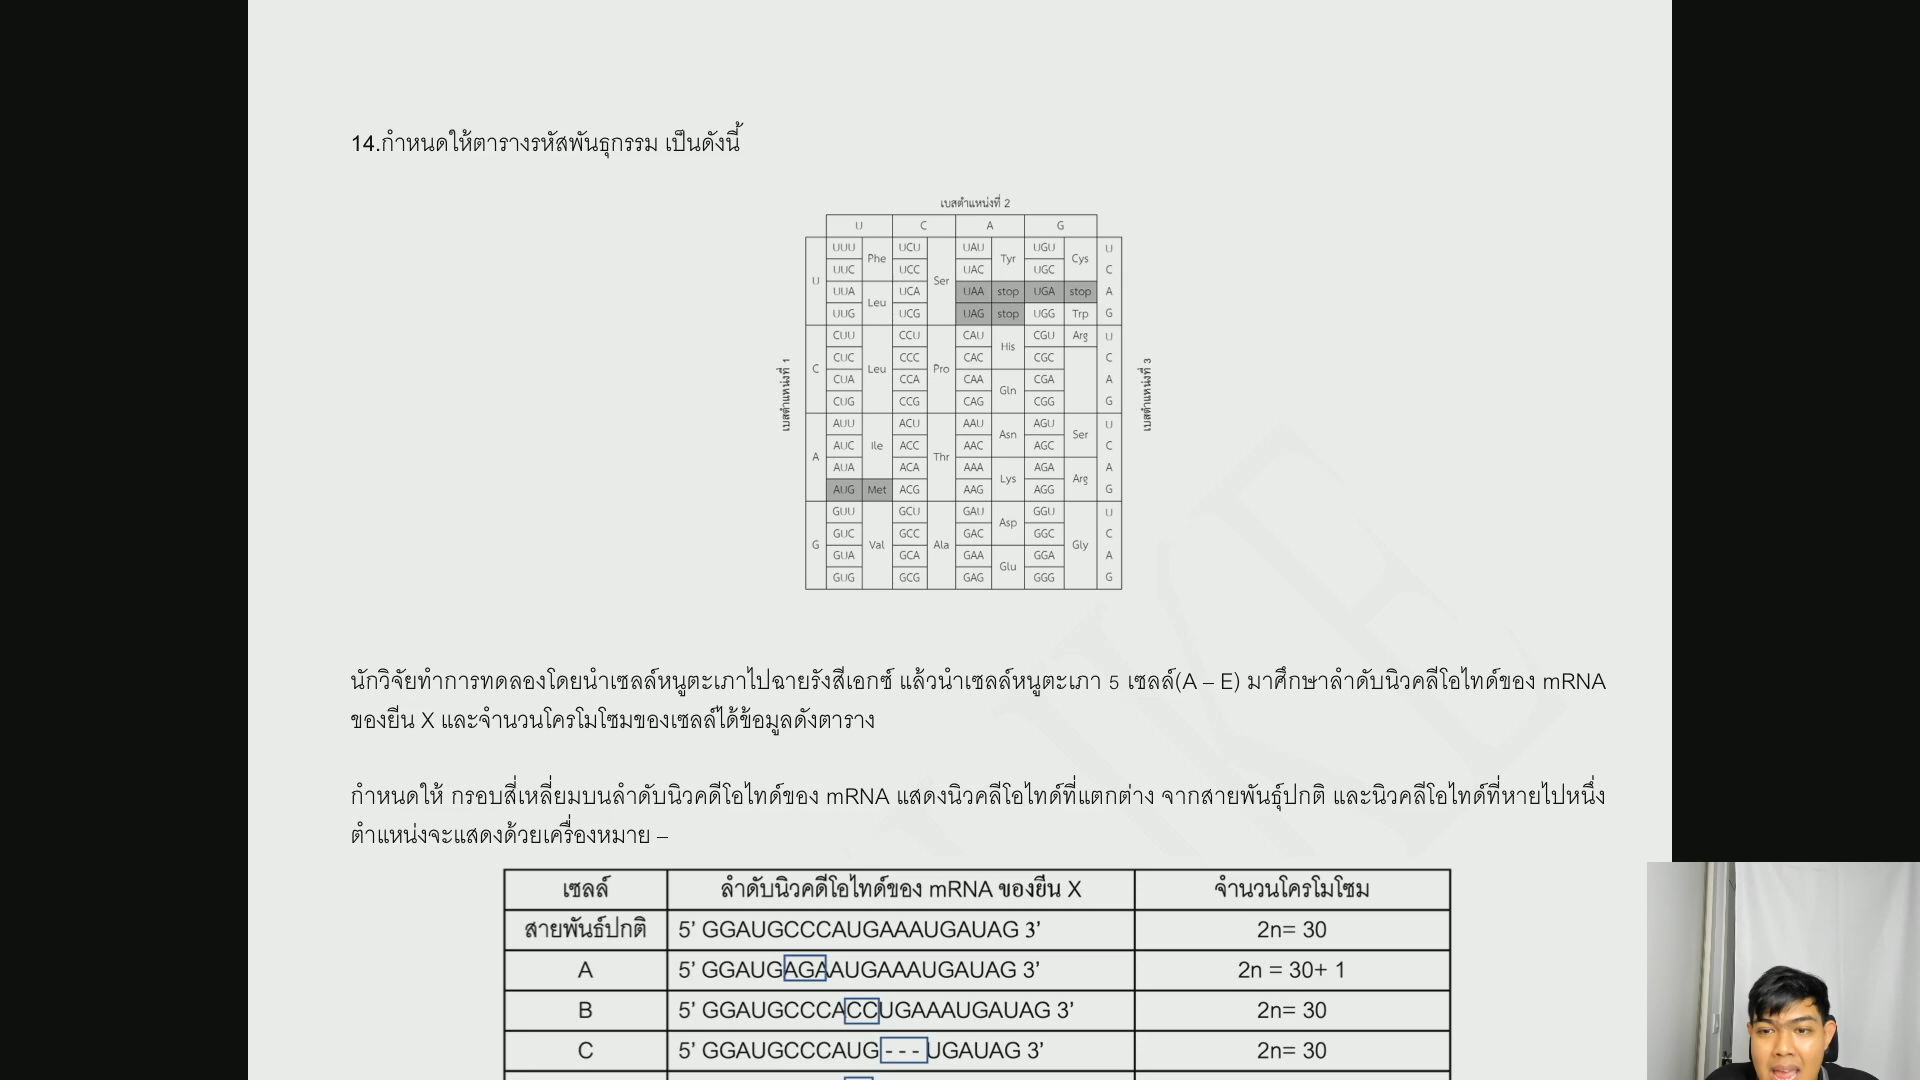 14.กำหนดให้ตารางรหัสพันธุกรรม เป็นดังนี้
เบสตำแหน่งที่ 2
U C A G
UUU Phe UCU Ser UAU Tyr UGU Cys U
UUC UCC UAC UGC C
U UUA Leu UCA UAA stop UGA stop A
UUG UCG UAG stop UGG Trp G
CUU Leu CCU Pro CAU His CGU Arg U
CUC CCC CAC CGC C
C CUA CCA CAA Gln CGA A
CUG CCG CAG CGG G
AUU Ile ACU Thr AAU Asn AGU Ser U
AUC ACC AAC AGC C
A AUA ACA AAA Lys AGA Arg A
AUG Met ACG AAG AGG G
GUU Val GCU Ala GAU Asp GGU Gly U
GUC GCC GAC GGC C
G GUA GCA GAA Glu GGA A
GUG GCG GAG GGG G
เบสตำแหน่งที่ 1
เบสตำแหน่งที่ 3
นักวิจัยทำการทดลองโดยนำเซลล์หนูตะเภาไปฉายรังสีเอกซ์ แล้วนำเซลล์หนูตะเภา 5 เซลล์(A – E) มาศึกษาลำดับนิวคลีโอไทด์ของ mRNA
ของยีน X และจำนวนโครโมโซมของเซลล์ได้ข้อมูลดังตาราง
กำหนดให้ กรอบสี่เหลี่ยมบนลำดับนิวคดีโอไทด์ของ mRNA แสดงนิวคลีโอไทด์ที่แตกต่าง จากสายพันธุ์ปกติ และนิวคลีโอไทด์ที่หายไปหนึ่ง
ตำแหน่งจะแสดงด้วยเครื่องหมาย –
เซลล์ ลำดับนิวคดีโอไทด์ของ mRNA ของยีน X จำนวนโครโมโซม
สายพันธ์ปกติ 5’ GGAUGCCCAUGAAAUGAUAG 3’ 2n= 30
A 5’ GGAUGAGAAUGAAAUGAUAG 3’ 2n = 30+ 1
B 5’ GGAUGCCCACCUGAAAUGAUAG 3’ 2n= 30
C 5’ GGAUGCCCAUG- - -UGAUAG 3’ 2n= 30